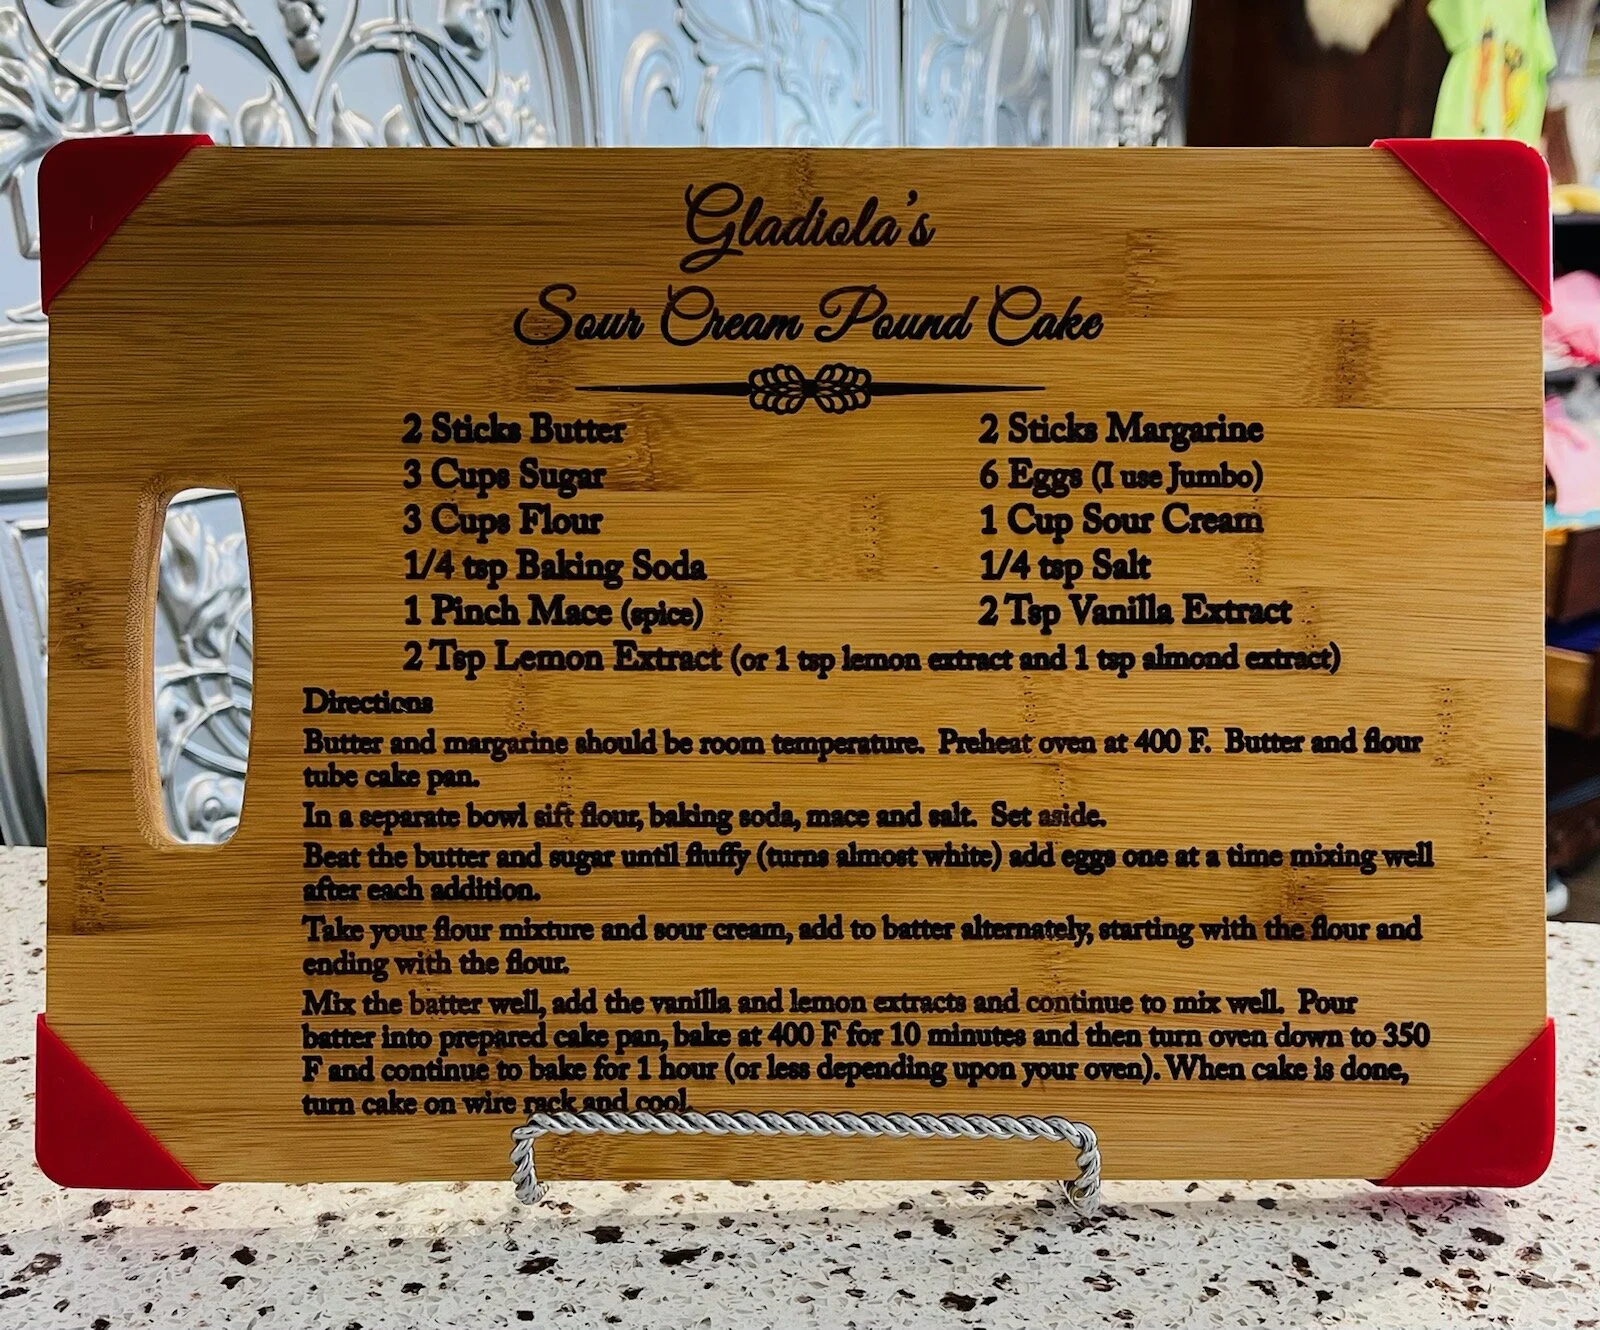 Gladiola's
Sour Cream Pound Cake
2 Sticks Butter
3 Cups Sugar
3 Cups Flour
1/4 tsp Baking Soda
1 Pinch Mace (spice)
2 Sticks Margarine
6 Eggs (I use Jumbo)
1 Cup Sour Cream
1/4 tsp Salt
2 Tsp Vanilla Extract
2 Tsp Lemon Extract (or 1 tsp lemon extract and 1 tsp almond extract)
Directions
Butter and margarine should be room temperature. Preheat oven at 400 F. Butter and flour
tube cake pan.
In a separate bowl sift flour, baking soda, mace and salt. Set aside.
Beat the butter and sugar until fluffy (turns almost white) add eggs one at a time mixing well
after each addition.
Take your flour mixture and sour cream, add to batter alternately, starting with the flour and
ending with the flour.
Mix the batter well, add the vanilla and lemon extracts and continue to mix well. Pour
batter into prepared cake pan, bake at 400 F for 10 minutes and then turn oven down to 350
F and continue to bake for 1 hour (or less depending upon your oven). When cake is done,
turn cake on wire rack and cool.